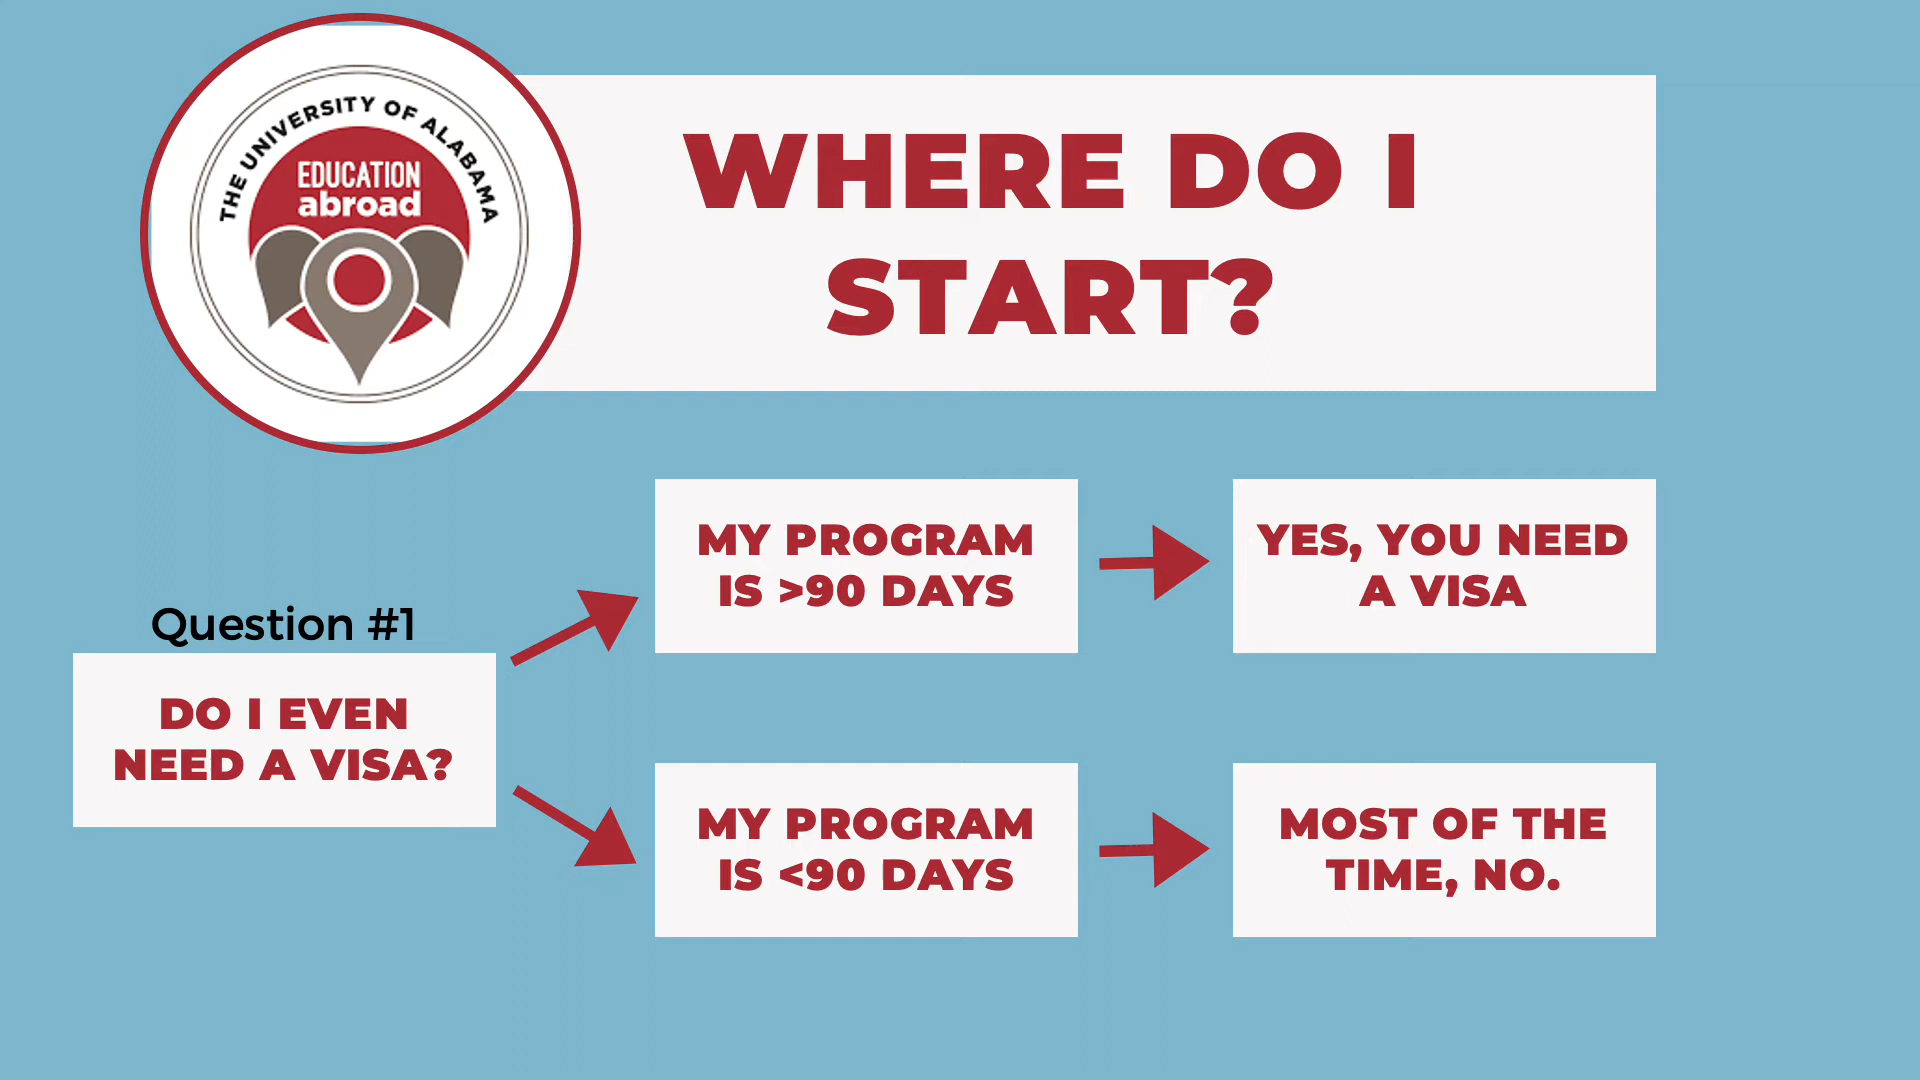 THE UNIVERSITY OF ALABAMA
EDUCATION
abroad
WHERE DO I
START?
Question #1
DO I EVEN
NEED A VISA?
MY PROGRAM
IS >90 DAYS
YES, YOU NEED
A VISA
MY PROGRAM
IS <90 DAYS
MOST OF THE
TIME, NO.